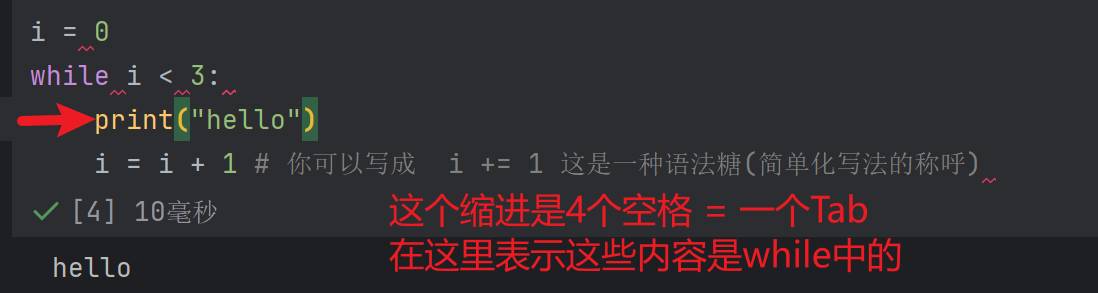 i = 0
while i < 3:
    print("hello")
    i = i + 1 # 你可以写成  i += 1 这是一种语法糖(简单化写法的称呼)
[4] 10毫秒
这个缩进是4个空格 = 一个Tab
在这里表示这些内容是while中的
hello